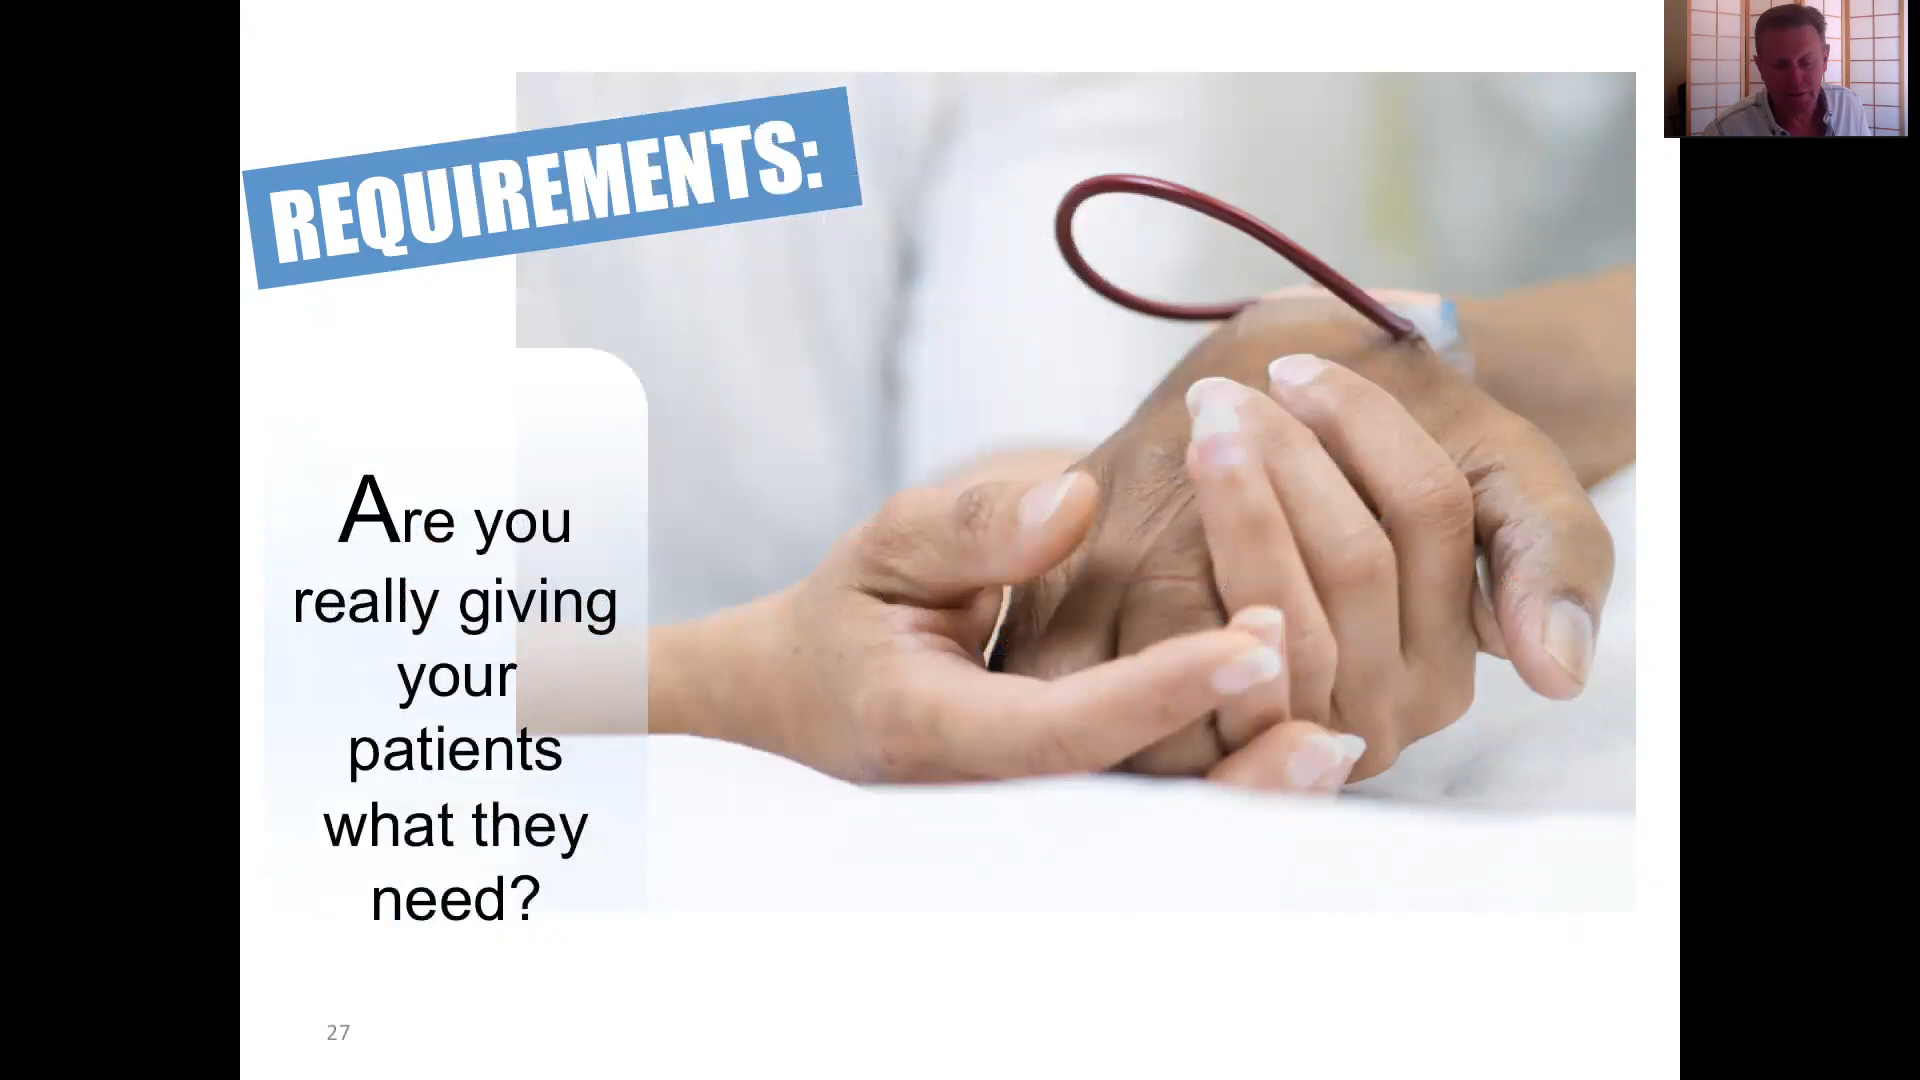 REQUIREMENTS:
Are you
really giving
your
patients
what they
need?
27